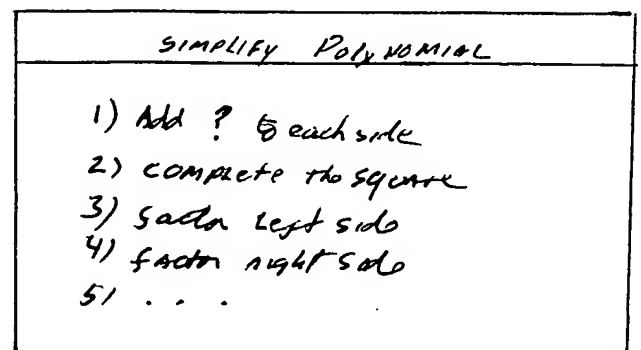 SIMPLIFY POLYNOMIAL
1) Add ? to each side
2) COMPLETE the square
3) factor Left side
4) factor right side
5) . . .